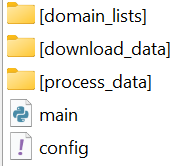 [domain_lists]
[download_data]
[process_data]
main
config